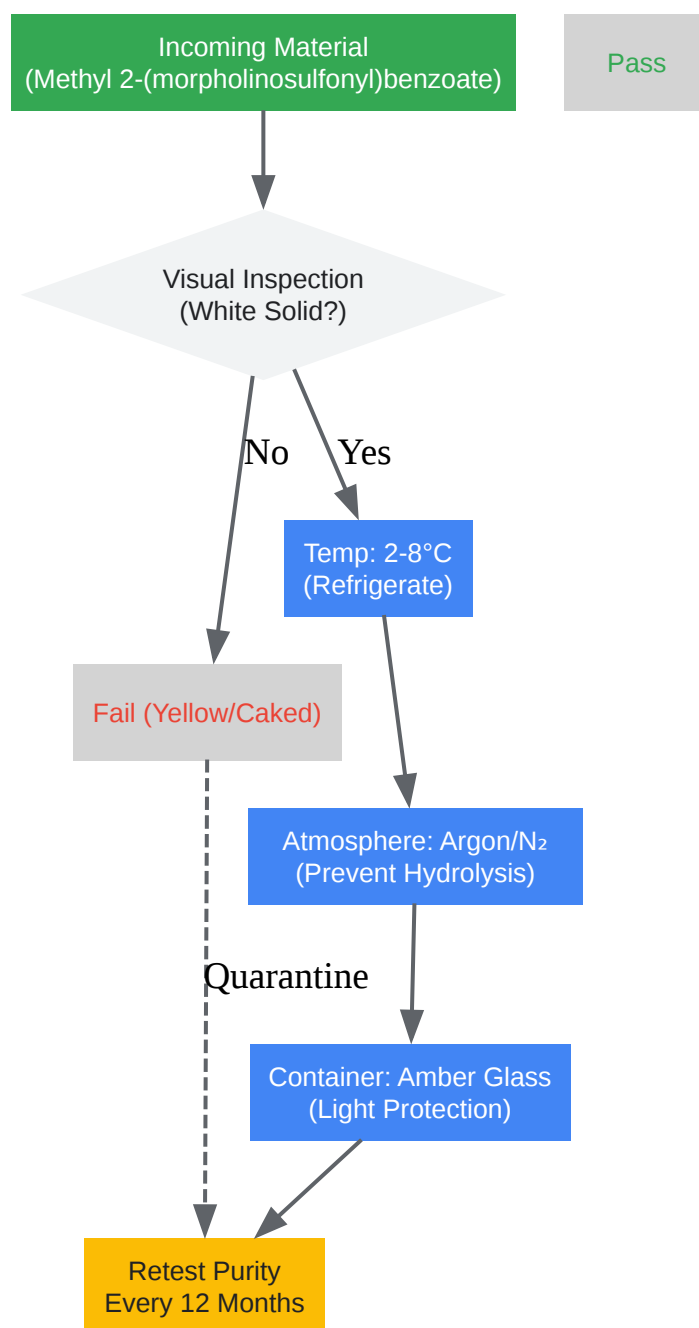 Incoming Material
(Methyl 2-(morpholinosulfonyl)benzoate)
Pass
Visual Inspection
(White Solid?)
No
Yes
Temp: 2-8°C
(Refrigerate)
Fail (Yellow/Caked)
Atmosphere: Argon/N₂
(Prevent Hydrolysis)
Quarantine
Container: Amber Glass
(Light Protection)
Retest Purity
Every 12 Months